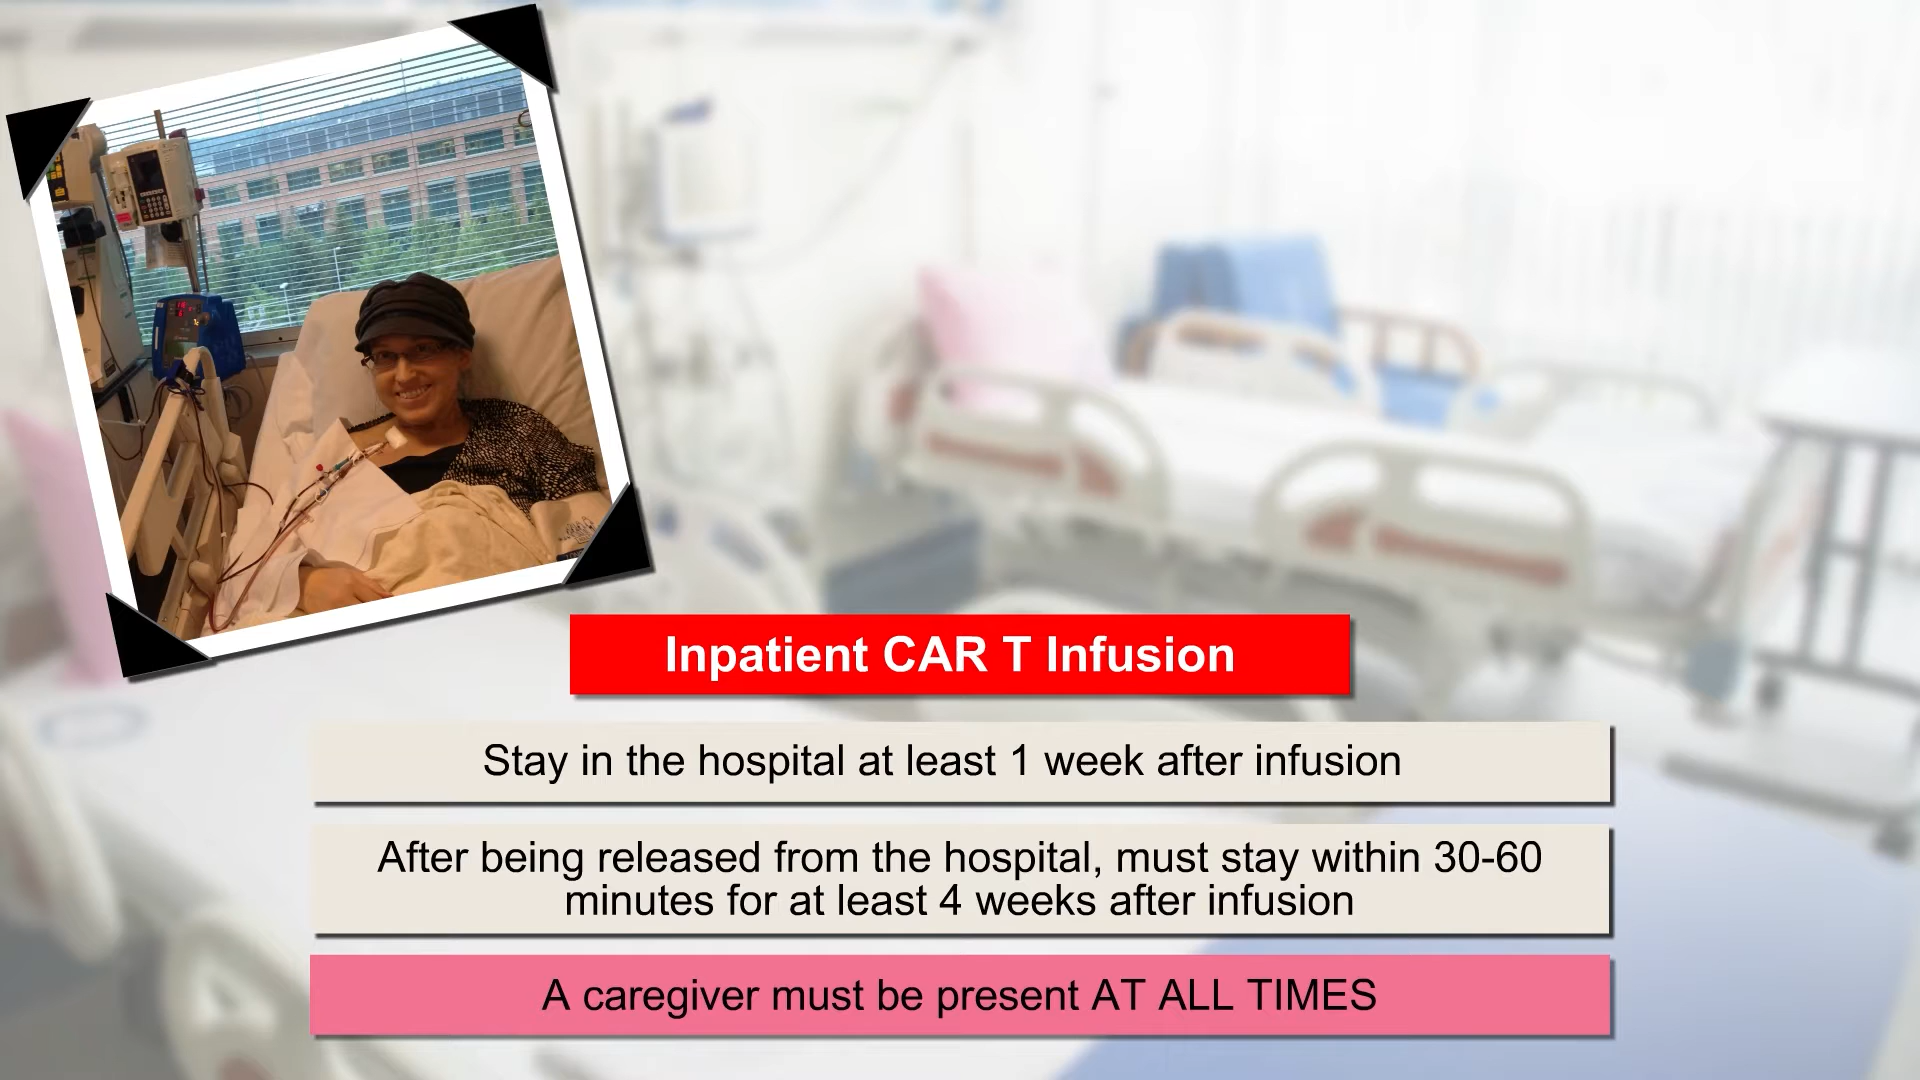 Inpatient CAR T Infusion
Stay in the hospital at least 1 week after infusion
After being released from the hospital, must stay within 30-60
minutes for at least 4 weeks after infusion
A caregiver must be present AT ALL TIMES